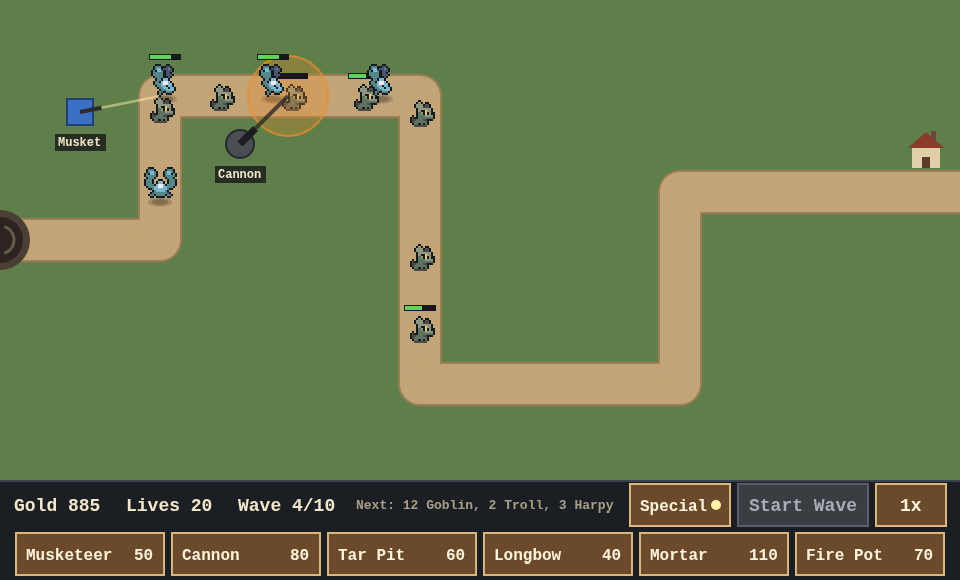 Musket
Cannon
Gold 885 Lives 20 Wave 4/10 Next: 12 Goblin, 2 Troll, 3 Harpy Special Start Wave 1x
Musketeer 50 Cannon 80 Tar Pit 60 Longbow 40 Mortar 110 Fire Pot 70